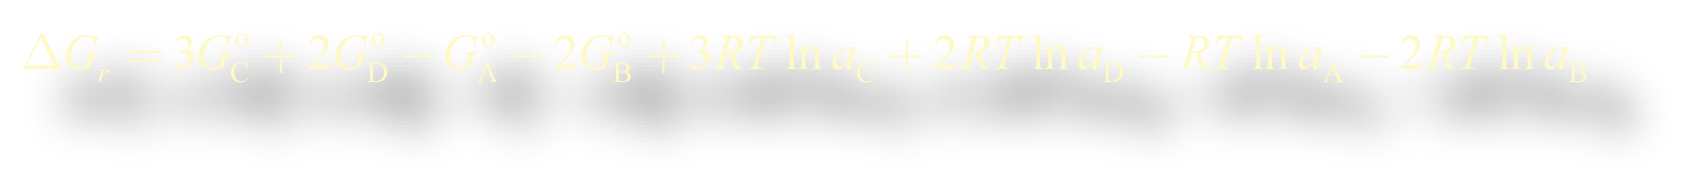 ΔG_r = 3G°_C + 2G°_D − G°_A − 2G°_B + 3RT ln a_C + 2RT ln a_D − RT ln a_A − 2RT ln a_B